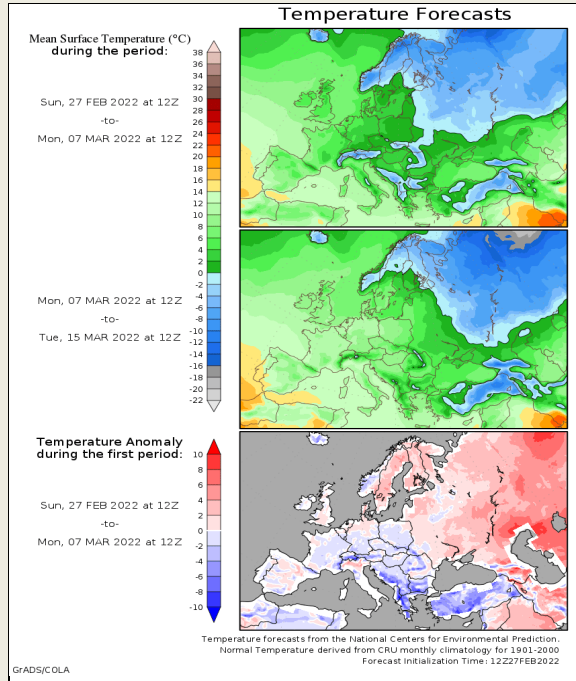 Temperature Forecasts
Mean Surface Temperature (°C)
during the period:
Sun, 27 FEB 2022 at 12Z
-to-
Mon, 07 MAR 2022 at 12Z
38
36
34
32
30
28
26
24
22
20
18
16
14
12
10
8
6
4
2
0
-2
-4
-6
-8
-10
-12
-14
-16
-18
-20
-22
Mon, 07 MAR 2022 at 12Z
-to-
Tue, 15 MAR 2022 at 12Z
Temperature Anomaly
during the first period:
Sun, 27 FEB 2022 at 12Z
-to-
Mon, 07 MAR 2022 at 12Z
10
8
6
4
2
0
-2
-4
-6
-8
-10
Temperature forecasts from the National Centers for Environmental Prediction.
Normal Temperature derived from CRU monthly climatology for 1901-2000
Forecast Initialization Time: 12Z27FEB2022
GrADS/COLA